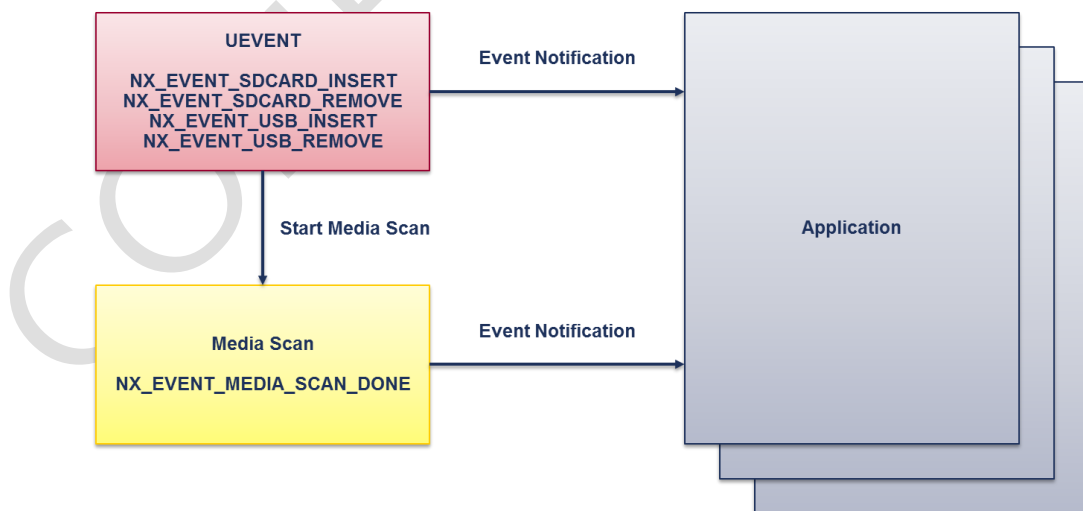 UEVENT
NX_EVENT_SDCARD_INSERT
NX_EVENT_SDCARD_REMOVE
NX_EVENT_USB_INSERT
NX_EVENT_USB_REMOVE
Event Notification
Start Media Scan
Application
Media Scan
NX_EVENT_MEDIA_SCAN_DONE
Event Notification